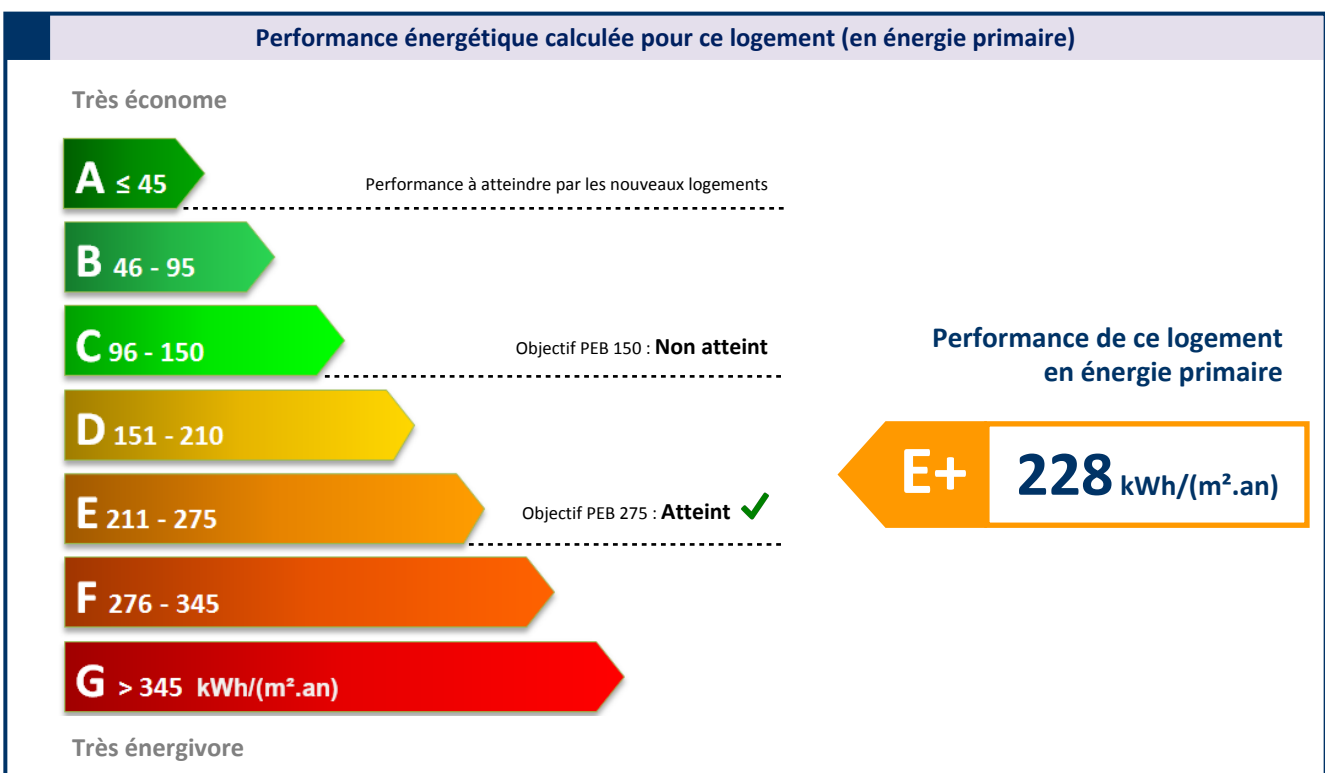 Performance énergétique calculée pour ce logement (en énergie primaire)
Très économe
A ≤ 45
Performance à atteindre par les nouveaux logements
B 46 - 95
C 96 - 150
Objectif PEB 150 : Non atteint
D 151 - 210
E 211 - 275
Objectif PEB 275 : Atteint ✓
F 276 - 345
G > 345 kWh/(m².an)
Très énergivore
Performance de ce logement
en énergie primaire
E+ 228 kWh/(m².an)